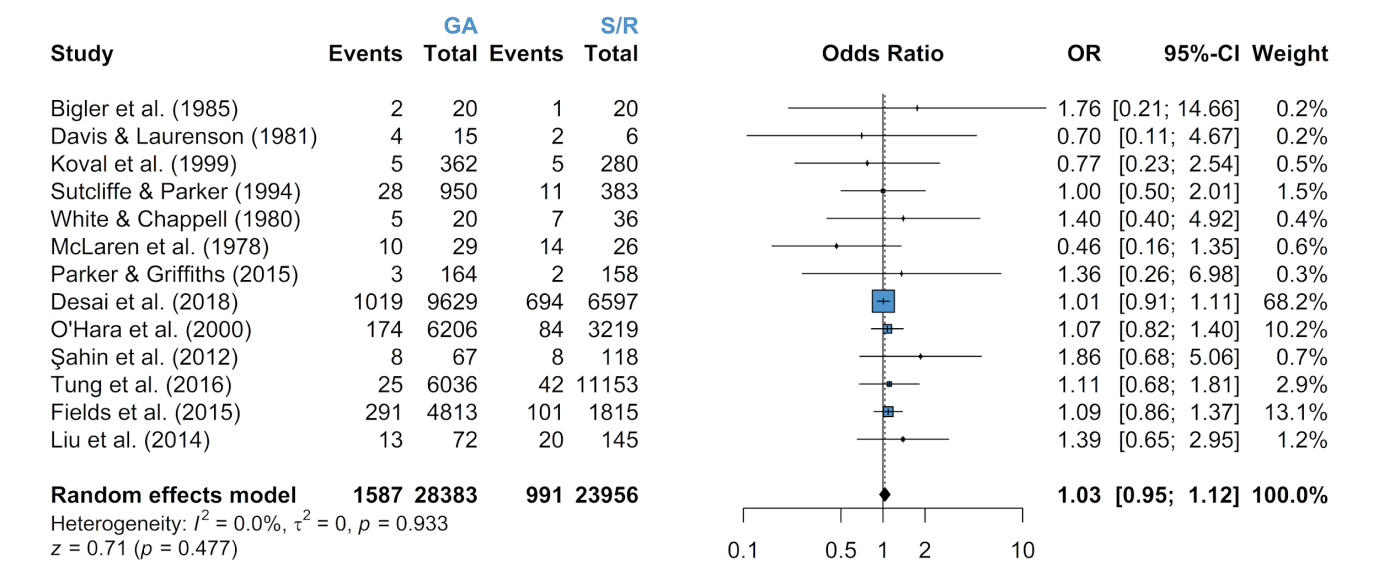 GA S/R
Study Events Total Events Total Odds Ratio OR 95%-CI Weight
Bigler et al. (1985) 2 20 1 20 1.76 [0.21; 14.66] 0.2%
Davis & Laurenson (1981) 4 15 2 6 0.70 [0.11; 4.67] 0.2%
Koval et al. (1999) 5 362 5 280 0.77 [0.23; 2.54] 0.5%
Sutcliffe & Parker (1994) 28 950 11 383 1.00 [0.50; 2.01] 1.5%
White & Chappell (1980) 5 20 7 36 1.40 [0.40; 4.92] 0.4%
McLaren et al. (1978) 10 29 14 26 0.46 [0.16; 1.35] 0.6%
Parker & Griffiths (2015) 3 164 2 158 1.36 [0.26; 6.98] 0.3%
Desai et al. (2018) 1019 9629 694 6597 1.01 [0.91; 1.11] 68.2%
O'Hara et al. (2000) 174 6206 84 3219 1.07 [0.82; 1.40] 10.2%
Şahin et al. (2012) 8 67 8 118 1.86 [0.68; 5.06] 0.7%
Tung et al. (2016) 25 6036 42 11153 1.11 [0.68; 1.81] 2.9%
Fields et al. (2015) 291 4813 101 1815 1.09 [0.86; 1.37] 13.1%
Liu et al. (2014) 13 72 20 145 1.39 [0.65; 2.95] 1.2%
Random effects model 1587 28383 991 23956 1.03 [0.95; 1.12] 100.0%
Heterogeneity: I² = 0.0%, τ² = 0, p = 0.933
z = 0.71 (p = 0.477)
0.1 0.5 1 2 10